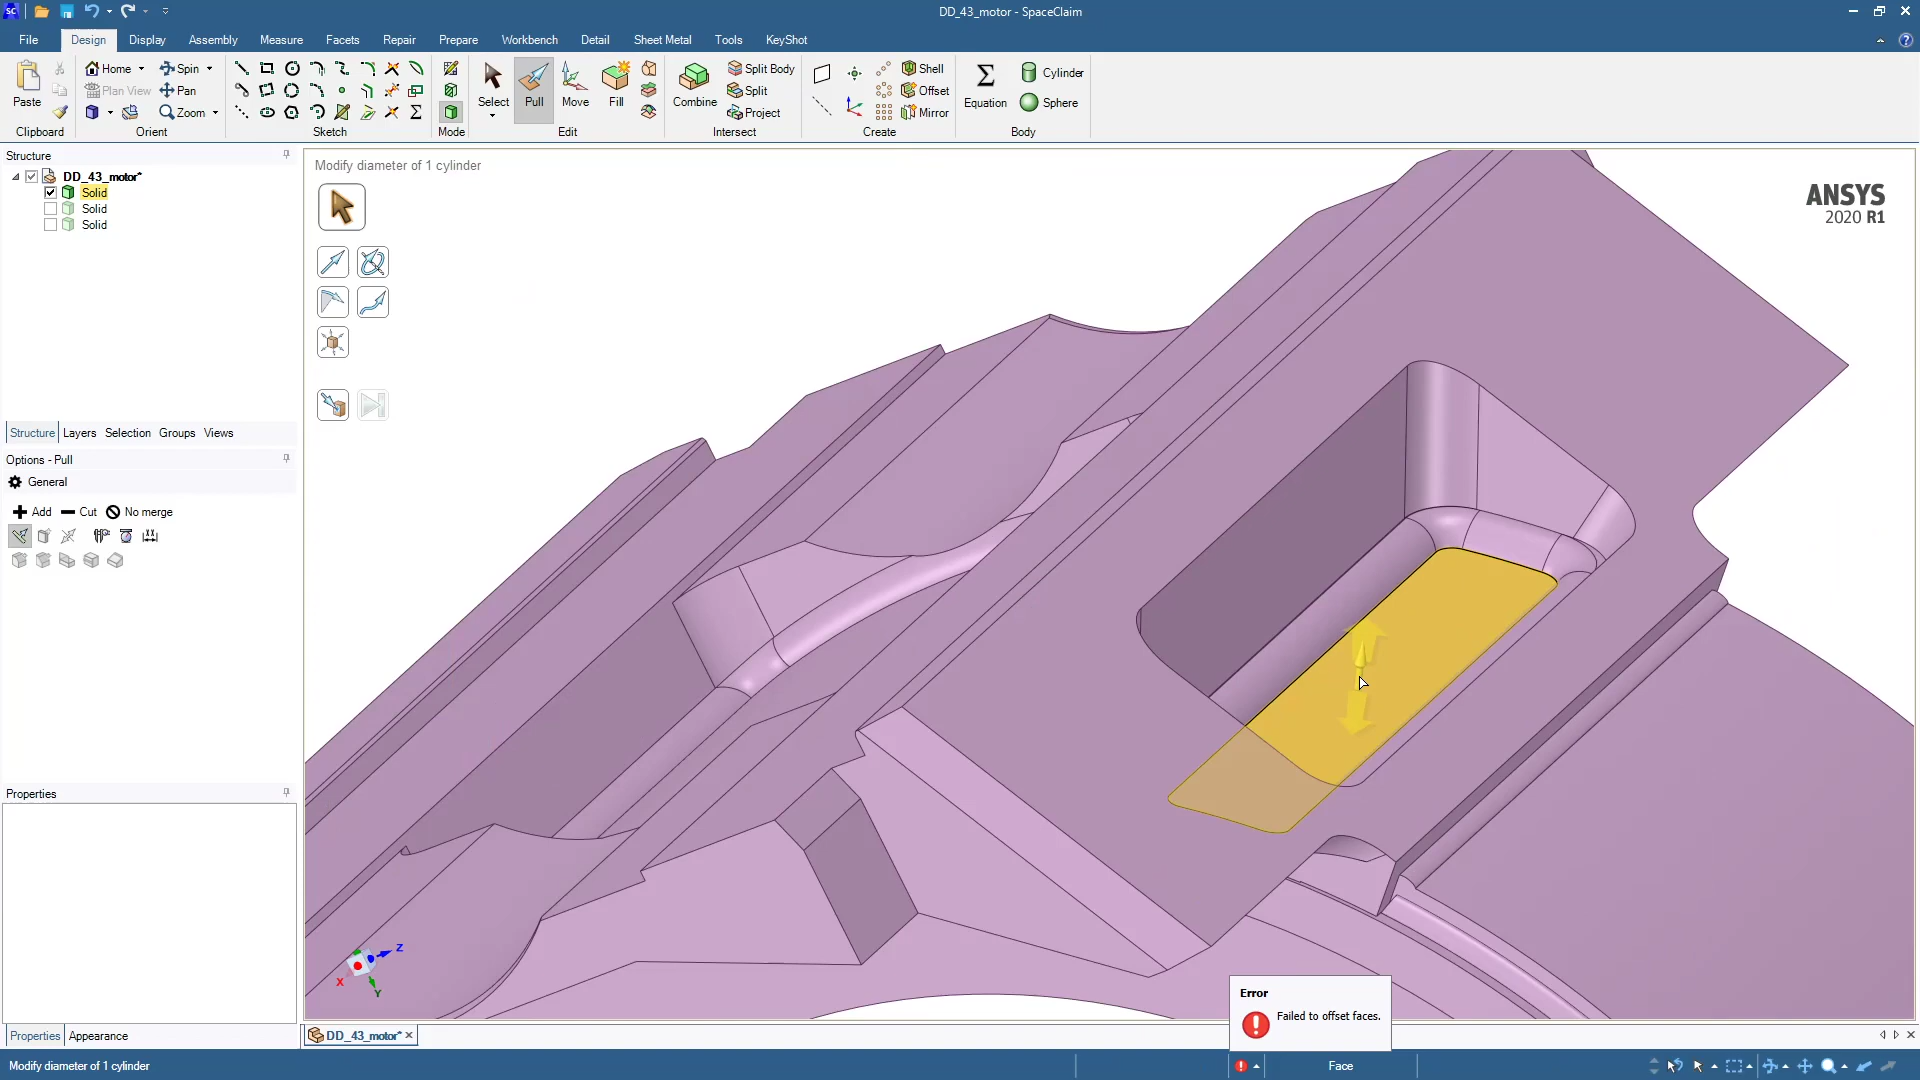 SC
DD_43_motor - SpaceClaim
File Design Display Assembly Measure Facets Repair Prepare Workbench Detail Sheet Metal Tools KeyShot
Paste
Clipboard
Home
Plan View
Spin
Pan
Zoom
Orient
Sketch
Mode
Select
Pull
Move
Fill
Edit
Combine
Split Body
Split
Project
Intersect
Shell
Offset
Mirror
Create
Equation
Cylinder
Sphere
Body
Structure
DD_43_motor*
Solid
Solid
Solid
Structure Layers Selection Groups Views
Options - Pull
General
Add Cut No merge
Properties
Properties Appearance
Modify diameter of 1 cylinder
ANSYS
2020 R1
Z
X
Y
Error
Failed to offset faces.
DD_43_motor*
Modify diameter of 1 cylinder
Face